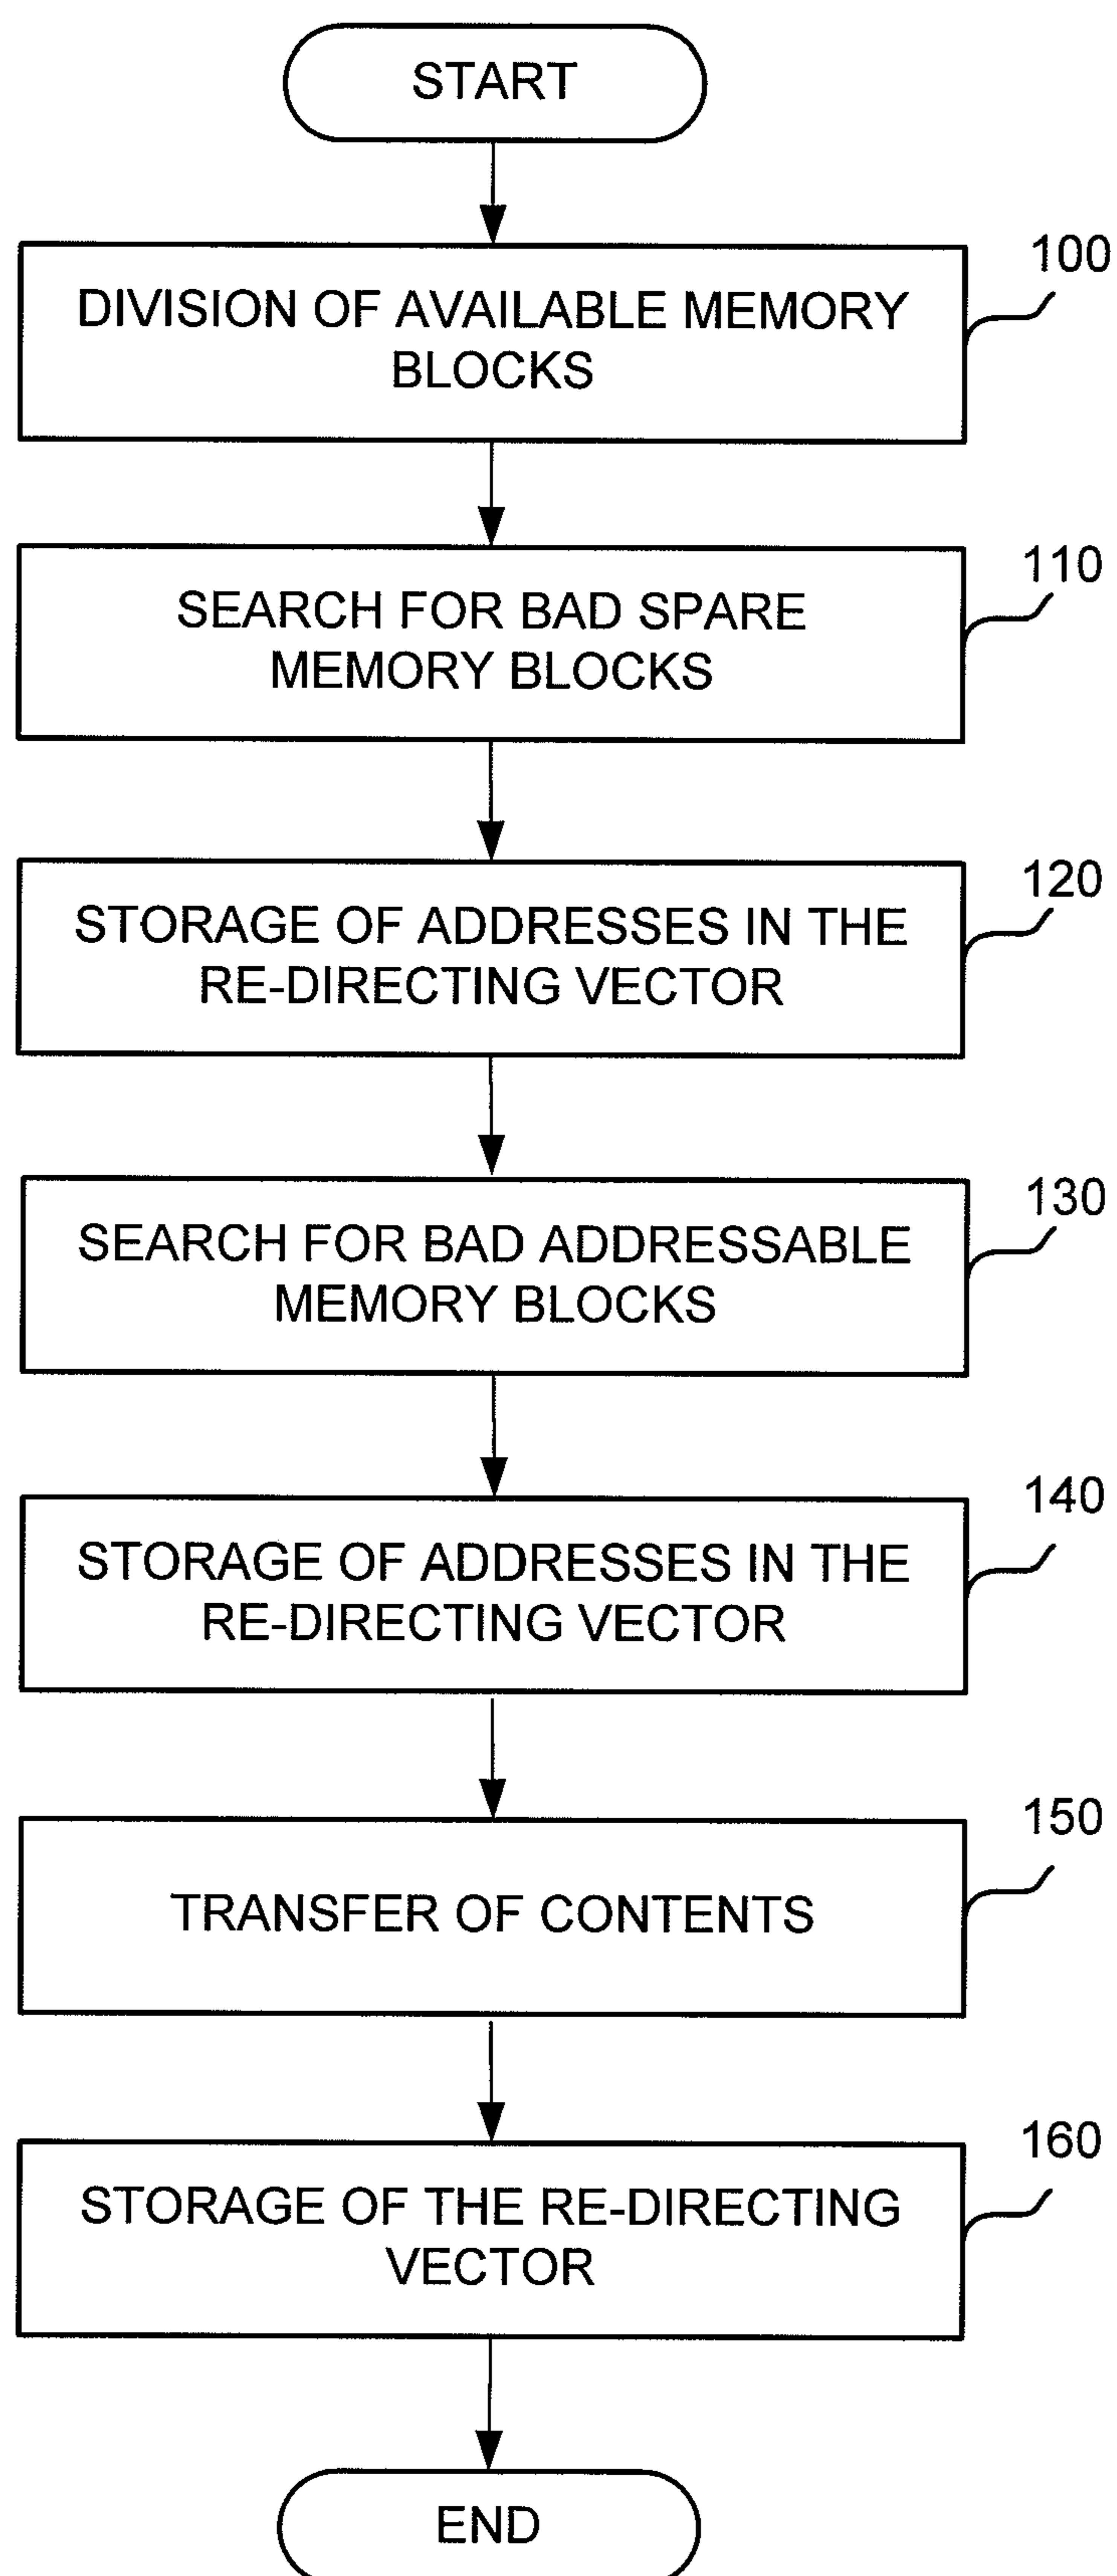 START
100
DIVISION OF AVAILABLE MEMORY
BLOCKS
110
SEARCH FOR BAD SPARE
MEMORY BLOCKS
120
STORAGE OF ADDRESSES IN THE
RE-DIRECTING VECTOR
130
SEARCH FOR BAD ADDRESSABLE
MEMORY BLOCKS
140
STORAGE OF ADDRESSES IN THE
RE-DIRECTING VECTOR
150
TRANSFER OF CONTENTS
160
STORAGE OF THE RE-DIRECTING
VECTOR
END